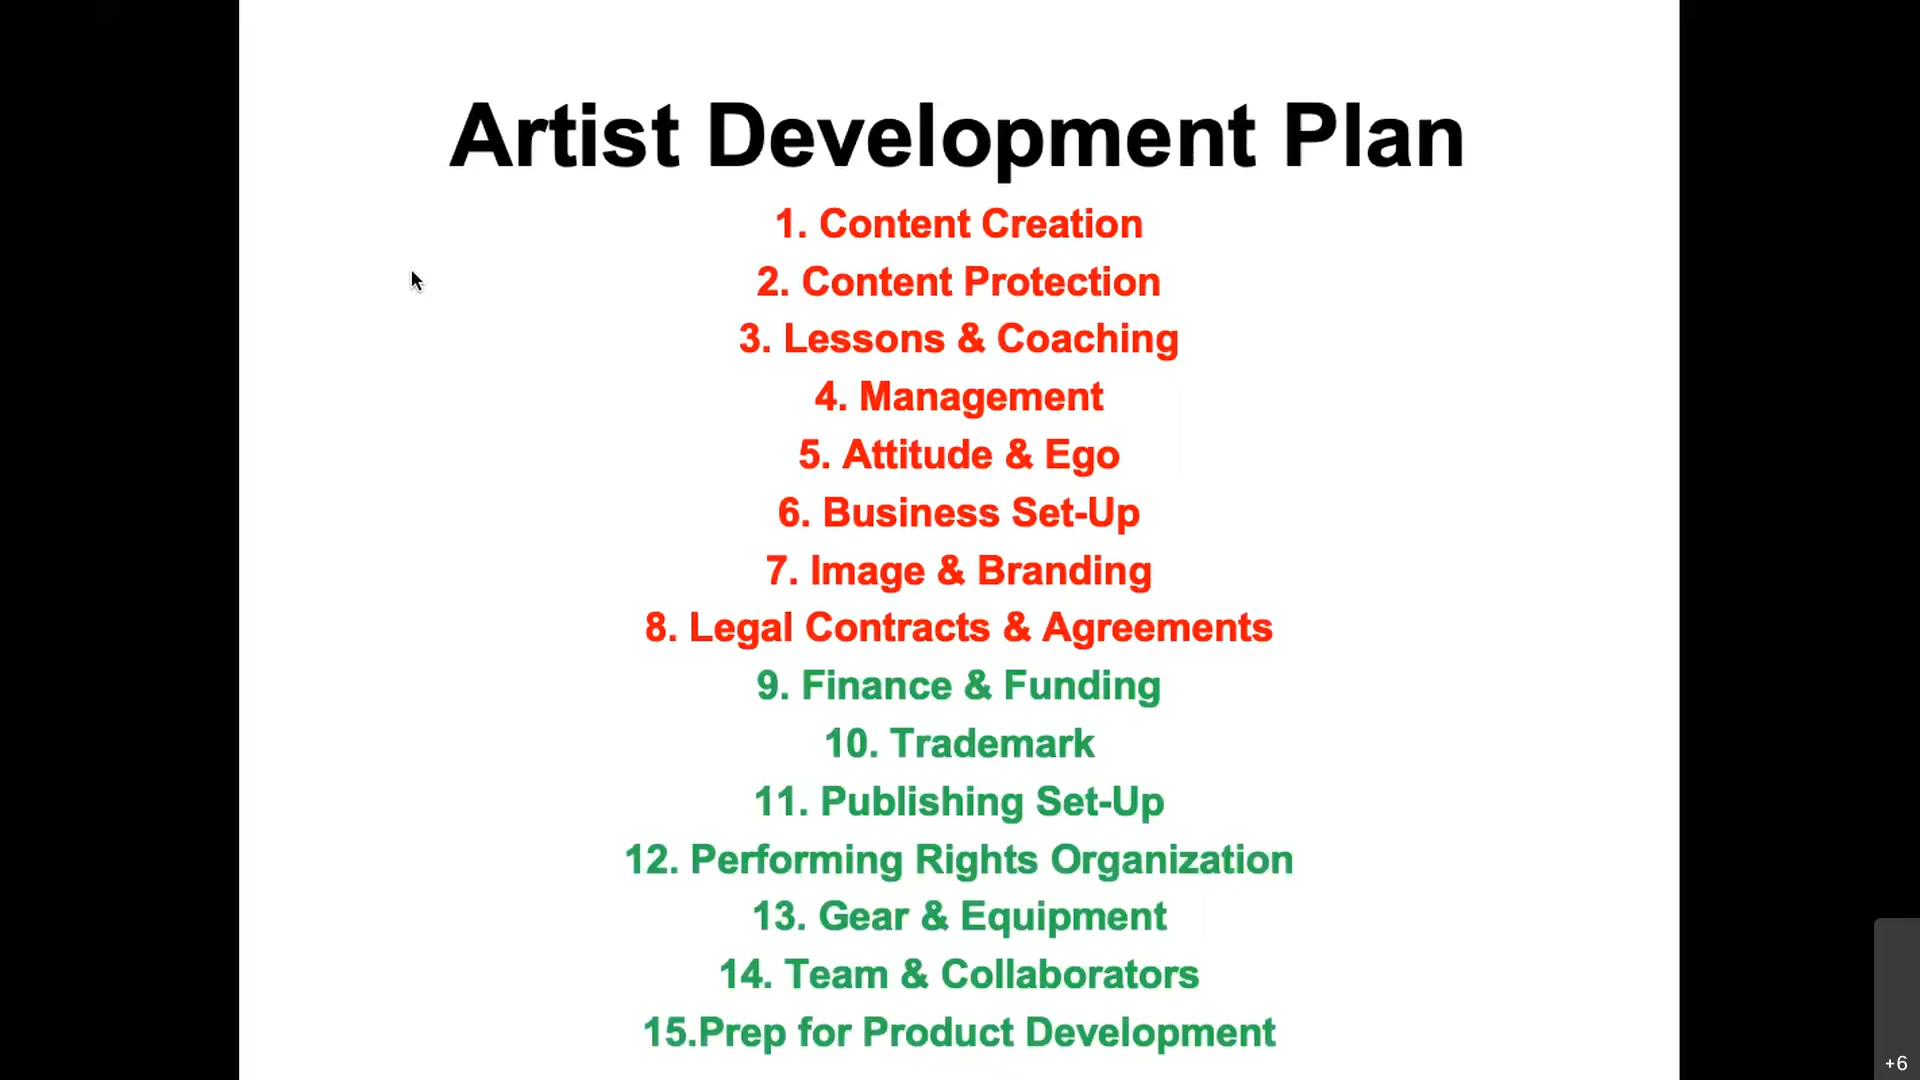 Artist Development Plan
1. Content Creation
2. Content Protection
3. Lessons & Coaching
4. Management
5. Attitude & Ego
6. Business Set-Up
7. Image & Branding
8. Legal Contracts & Agreements
9. Finance & Funding
10. Trademark
11. Publishing Set-Up
12. Performing Rights Organization
13. Gear & Equipment
14. Team & Collaborators
15.Prep for Product Development
+6